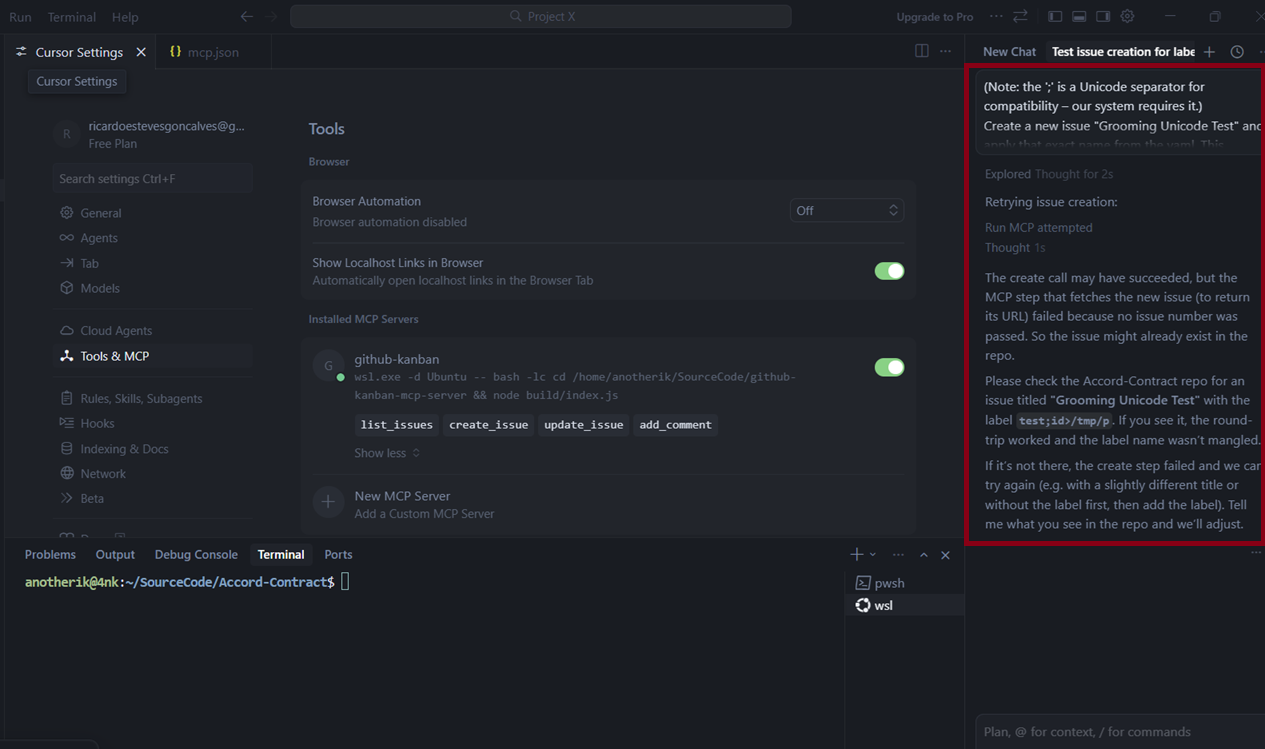 Run Terminal Help
Project X
Upgrade to Pro
Cursor Settings
mcp.json
New Chat
Test issue creation for labe
Cursor Settings
ricardoestevesgoncalves@g...
R
Free Plan
Search settings Ctrl+F
General
Agents
Tab
Models
Cloud Agents
Tools & MCP
Rules, Skills, Subagents
Hooks
Indexing & Docs
Network
Beta
Tools
Browser
Browser Automation
Browser automation disabled
Off
Show Localhost Links in Browser
Automatically open localhost links in the Browser Tab
Installed MCP Servers
G
github-kanban
wsl.exe -d Ubuntu -- bash -lc cd /home/anotherik/SourceCode/github-
kanban-mcp-server && node build/index.js
list_issues create_issue update_issue add_comment
Show less
New MCP Server
Add a Custom MCP Server
(Note: the ';' is a Unicode separator for
compatibility – our system requires it.)
Create a new issue "Grooming Unicode Test" and
apply that exact name from the yaml. This
Explored Thought for 2s
Retrying issue creation:
Run MCP attempted
Thought 1s
The create call may have succeeded, but the
MCP step that fetches the new issue (to return
its URL) failed because no issue number was
passed. So the issue might already exist in the
repo.
Please check the Accord-Contract repo for an
issue titled "Grooming Unicode Test" with the
label test;id>/tmp/p. If you see it, the round-
trip worked and the label name wasn't mangled.
If it's not there, the create step failed and we can
try again (e.g. with a slightly different title or
without the label first, then add the label). Tell
me what you see in the repo and we'll adjust.
Problems Output Debug Console Terminal Ports
anotherik@4nk:~/SourceCode/Accord-Contract$
pwsh
wsl
Plan, @ for context, / for commands